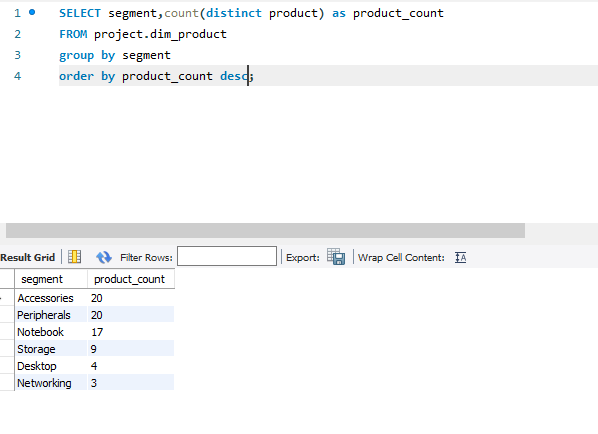 1 SELECT segment,count(distinct product) as product_count
2 FROM project.dim_product
3 group by segment
4 order by product_count desc;
Result Grid Filter Rows: Export: Wrap Cell Content: IA
segment product_count
Accessories 20
Peripherals 20
Notebook 17
Storage 9
Desktop 4
Networking 3